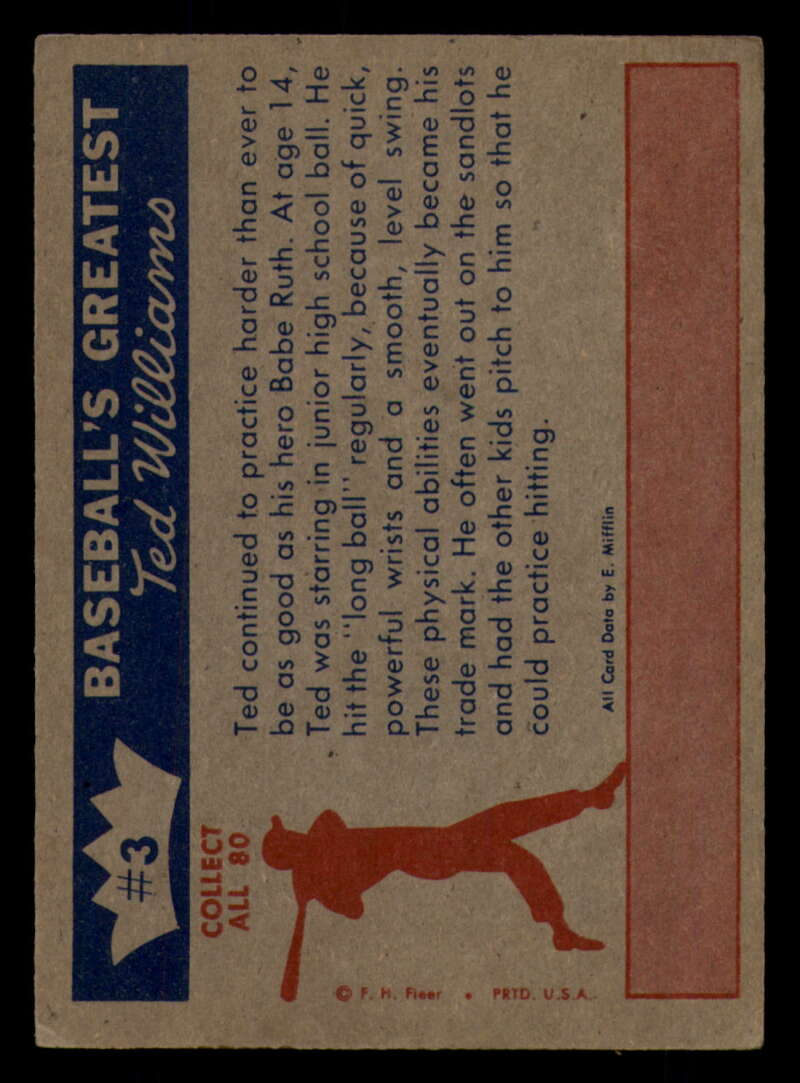 #3
BASEBALL'S GREATEST
Ted Williams
COLLECT
ALL 80
Ted continued to practice harder than ever to
be as good as his hero Babe Ruth. At age 14,
Ted was starring in junior high school ball. He
hit the "long ball" regularly, because of quick,
powerful wrists and a smooth, level swing.
These physical abilities eventually became his
trade mark. He often went out on the sandlots
and had the other kids pitch to him so that he
could practice hitting.
All Card Data by E. Mifflin
© F. H. Fleer • PRTD. U.S.A.